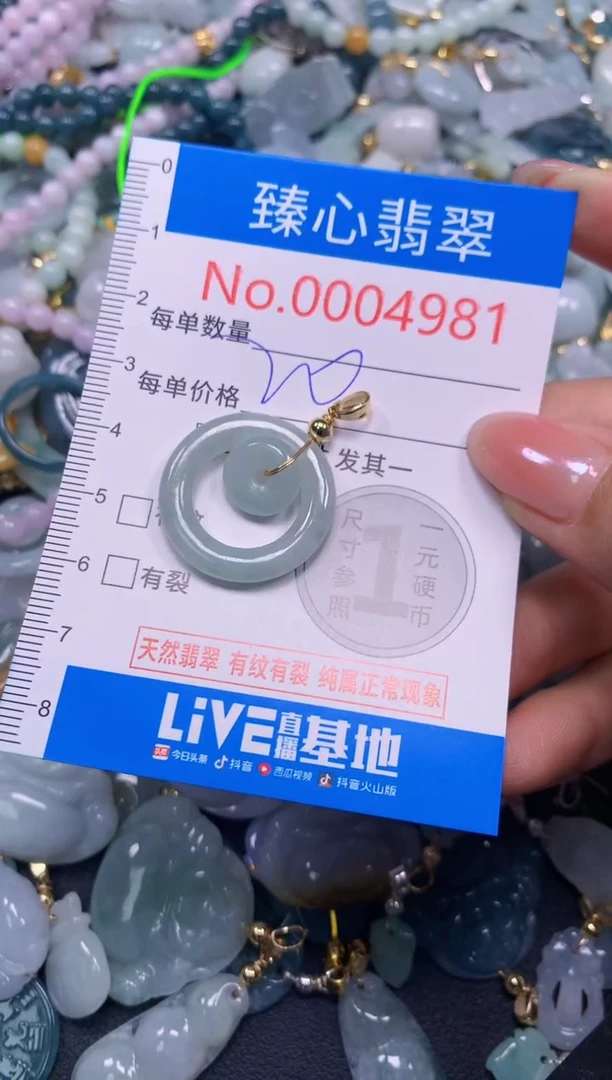 0
臻心翡翠
1
No.0004981
2
每单数量
3
每单价格
4
发其一
5
尺寸参照
1
一元硬币
6
有裂
7
天然翡翠 有纹有裂 纯属正常现象
8
LiVE直播基地
头条 今日头条 抖音 西瓜视频 抖音火山版